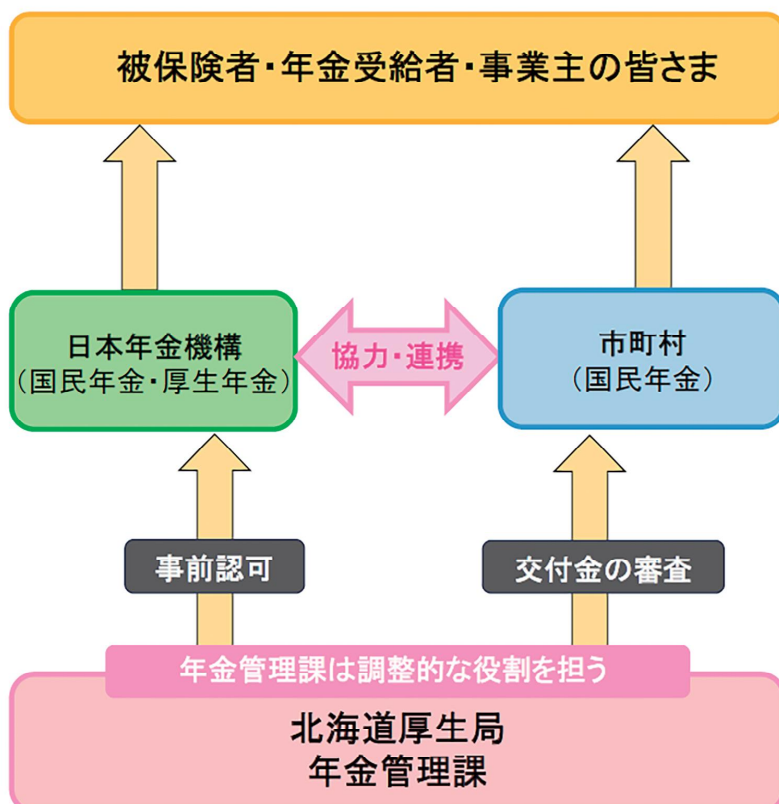 被保険者・年金受給者・事業主の皆さま
日本年金機構
（国民年金・厚生年金）
協力・連携
市町村
（国民年金）
事前認可
交付金の審査
年金管理課は調整的な役割を担う
北海道厚生局
年金管理課